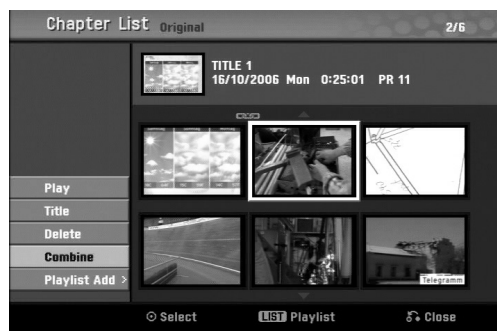 Chapter List Original 2/6
TITLE 1
16/10/2006 Mon 0:25:01 PR 11
Play
Title
Delete
Combine
Playlist Add >
Telegramm
Select LIST Playlist Close